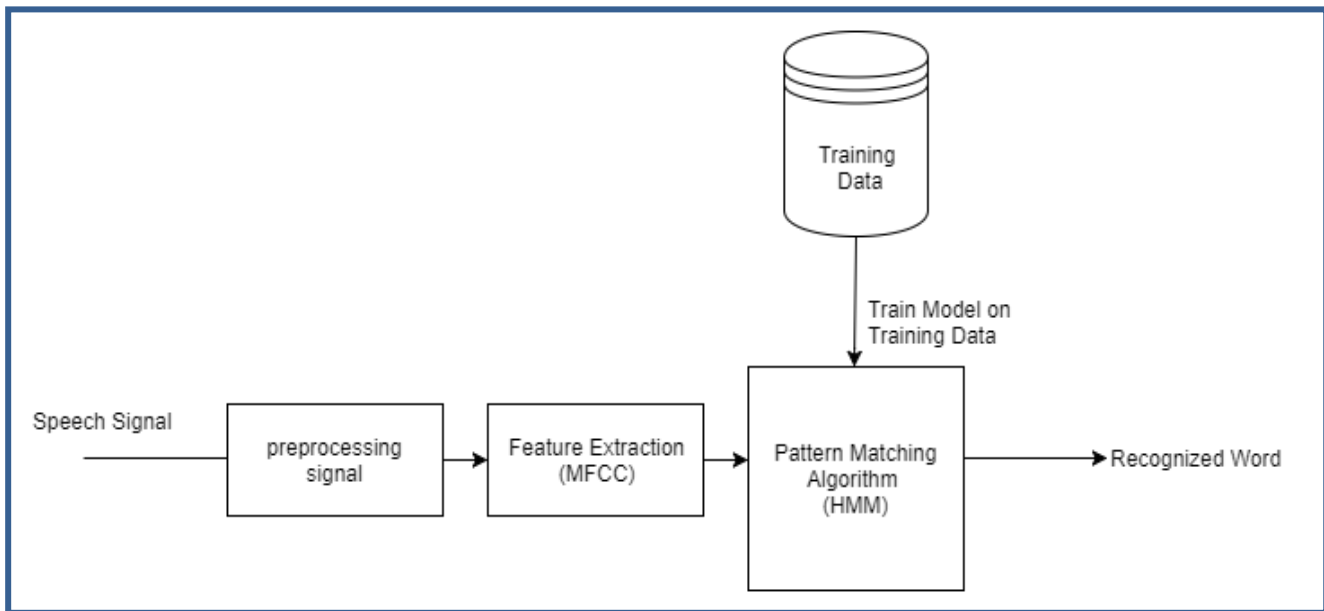 Training
Data
Train Model on
Training Data
Speech Signal
preprocessing
signal
Feature Extraction
(MFCC)
Pattern Matching
Algorithm
(HMM)
Recognized Word